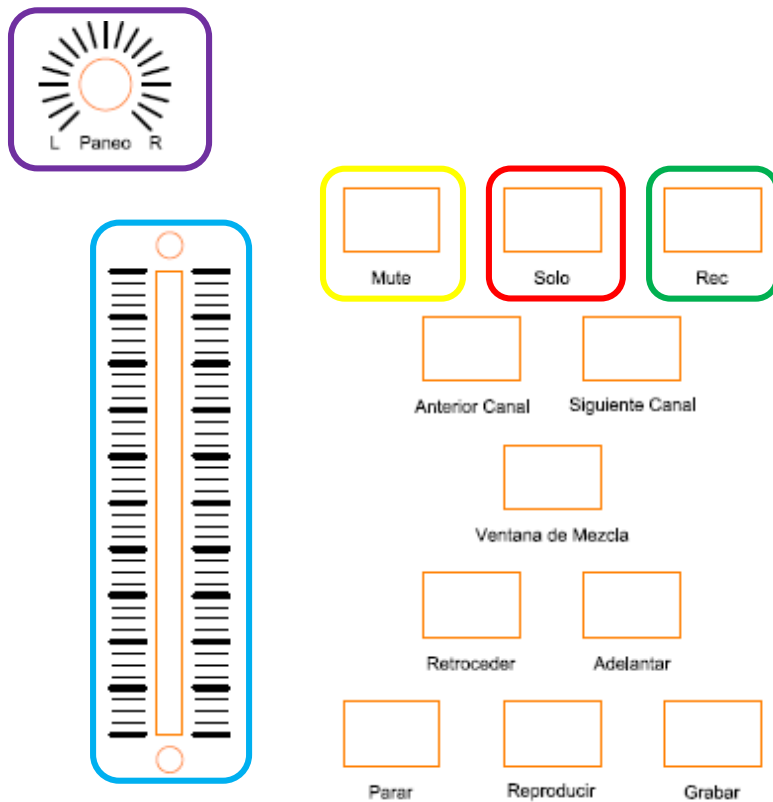 L Paneo R
Mute Solo Rec
Anterior Canal Siguiente Canal
Ventana de Mezcla
Retroceder Adelantar
Parar Reproducir Grabar